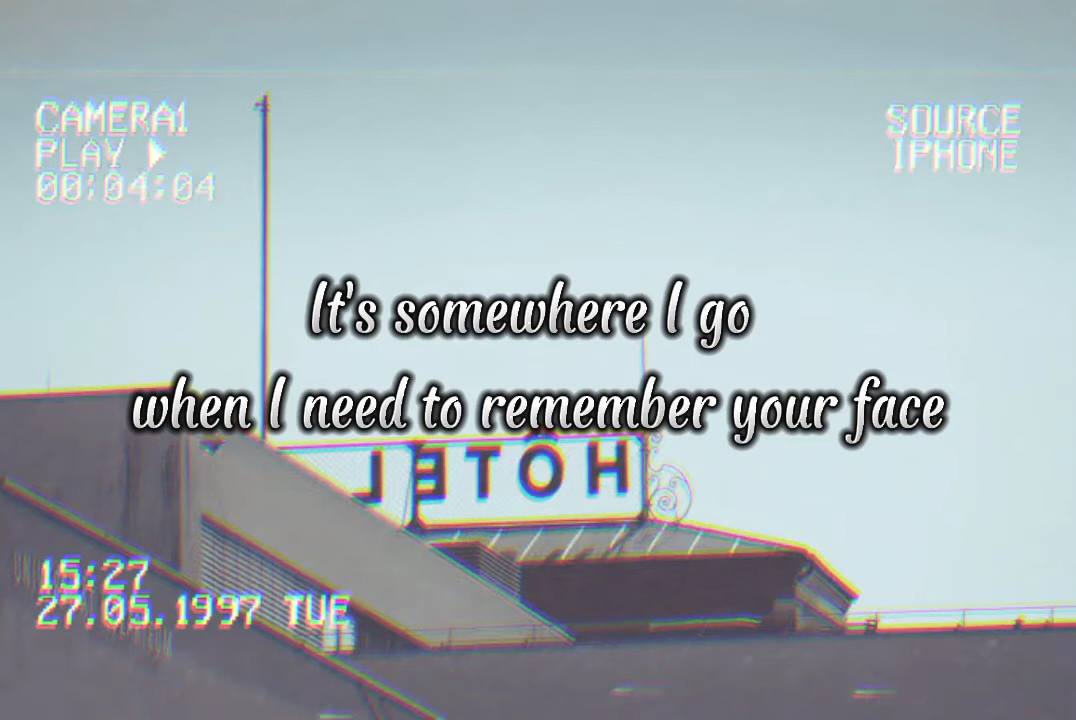 CAMERA1
PLAY
00:04:04
SOURCE
IPHONE
It's somewhere I go
when I need to remember your face
HOTEL
15:27
27.05.1997 TUE